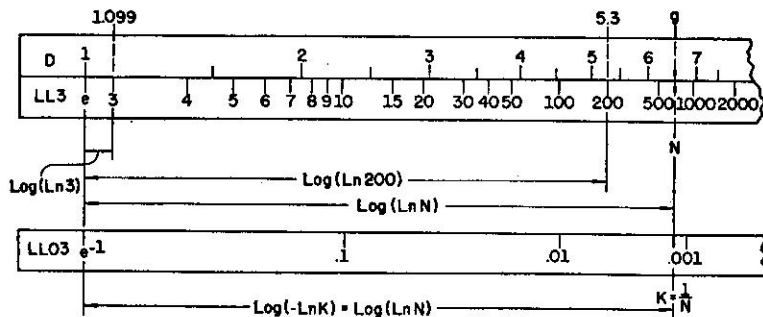 1.099 5.3 g
D 1 2 3 4 5 6 7
LL3 e 3 4 5 6 7 8 9 10 15 20 30 40 50 100 200 500 1000 2000
N
Log(Ln3)
Log(Ln200)
Log(LnN)
LLO3 e-1 .1 .01 .001
Log(-LnK) = Log(LnN)
K = 1/N